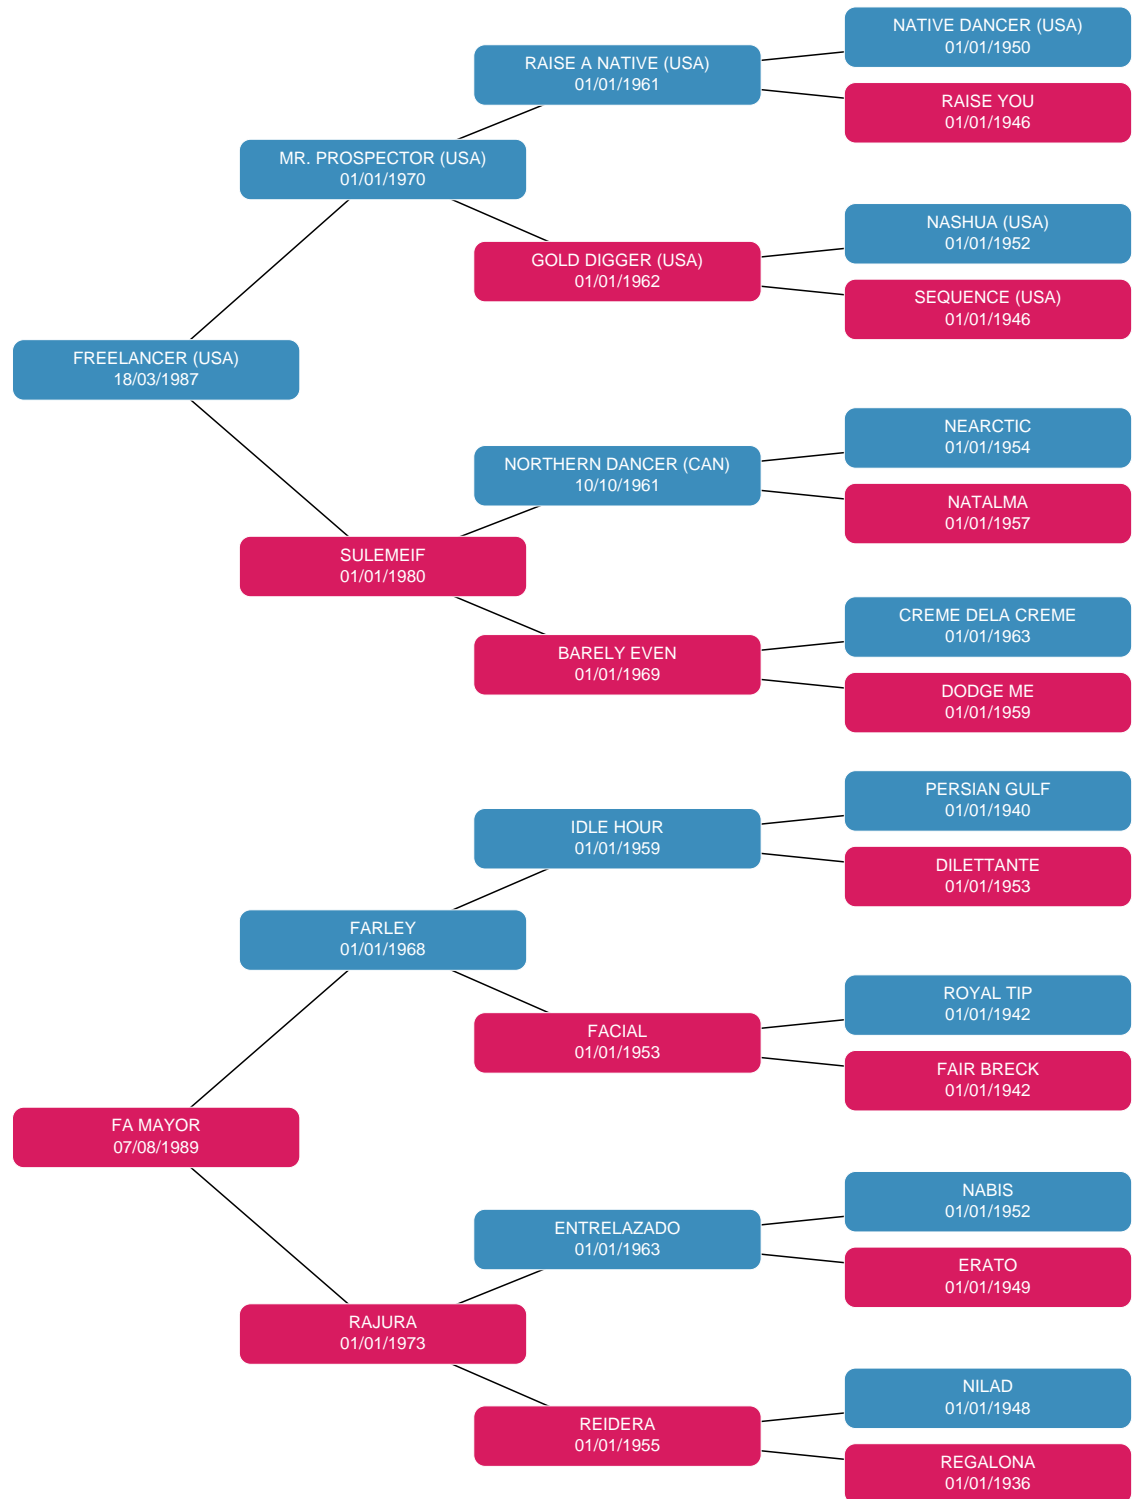 NATIVE DANCER (USA)
01/01/1950
RAISE A NATIVE (USA)
01/01/1961
RAISE YOU
01/01/1946
MR. PROSPECTOR (USA)
01/01/1970
NASHUA (USA)
01/01/1952
GOLD DIGGER (USA)
01/01/1962
SEQUENCE (USA)
01/01/1946
FREELANCER (USA)
18/03/1987
NEARCTIC
01/01/1954
NORTHERN DANCER (CAN)
10/10/1961
NATALMA
01/01/1957
SULEMEIF
01/01/1980
CREME DELA CREME
01/01/1963
BARELY EVEN
01/01/1969
DODGE ME
01/01/1959
PERSIAN GULF
01/01/1940
IDLE HOUR
01/01/1959
DILETTANTE
01/01/1953
FARLEY
01/01/1968
ROYAL TIP
01/01/1942
FACIAL
01/01/1953
FAIR BRECK
01/01/1942
FA MAYOR
07/08/1989
NABIS
01/01/1952
ENTRELAZADO
01/01/1963
ERATO
01/01/1949
RAJURA
01/01/1973
NILAD
01/01/1948
REIDERA
01/01/1955
REGALONA
01/01/1936